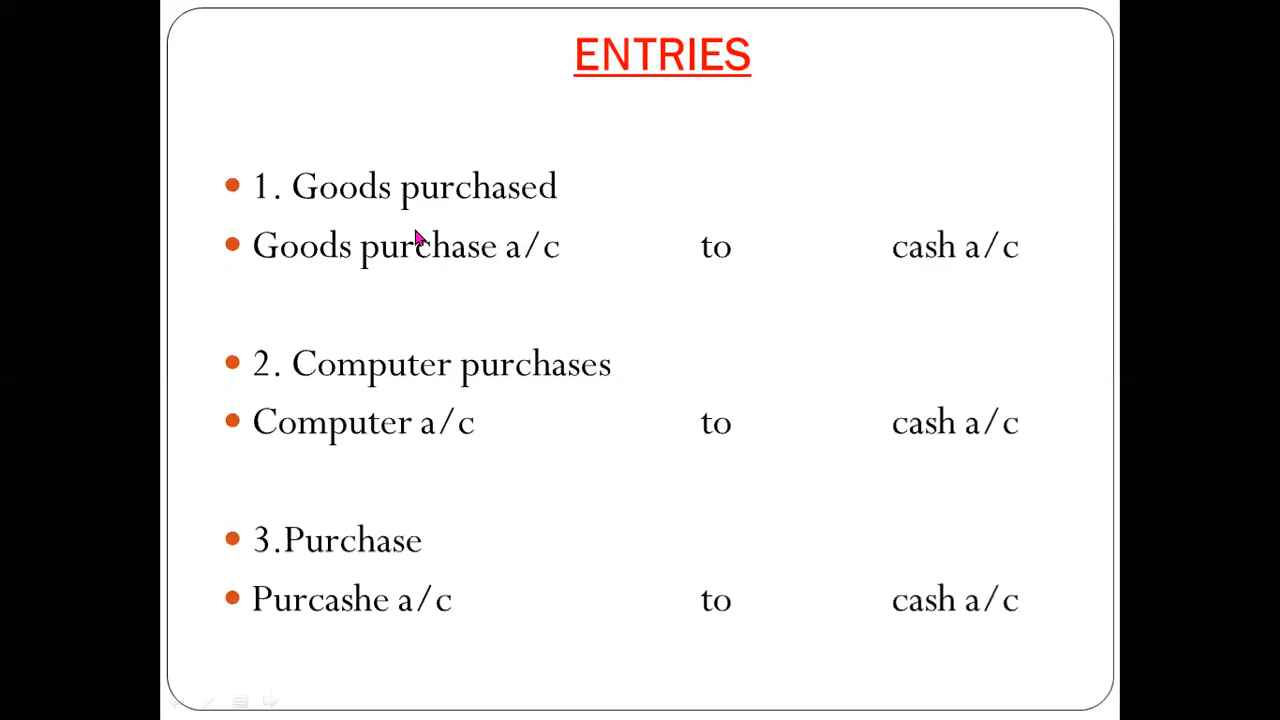 ENTRIES
1. Goods purchased
Goods purchase a/c to cash a/c
2. Computer purchases
Computer a/c to cash a/c
3.Purchase
Purcashe a/c to cash a/c